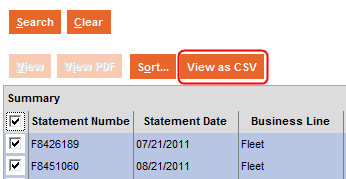 Search Clear
View View PDF Sort... View as CSV
Summary
Statement Numbe Statement Date Business Line
F8426189 07/21/2011 Fleet
F8451060 08/21/2011 Fleet